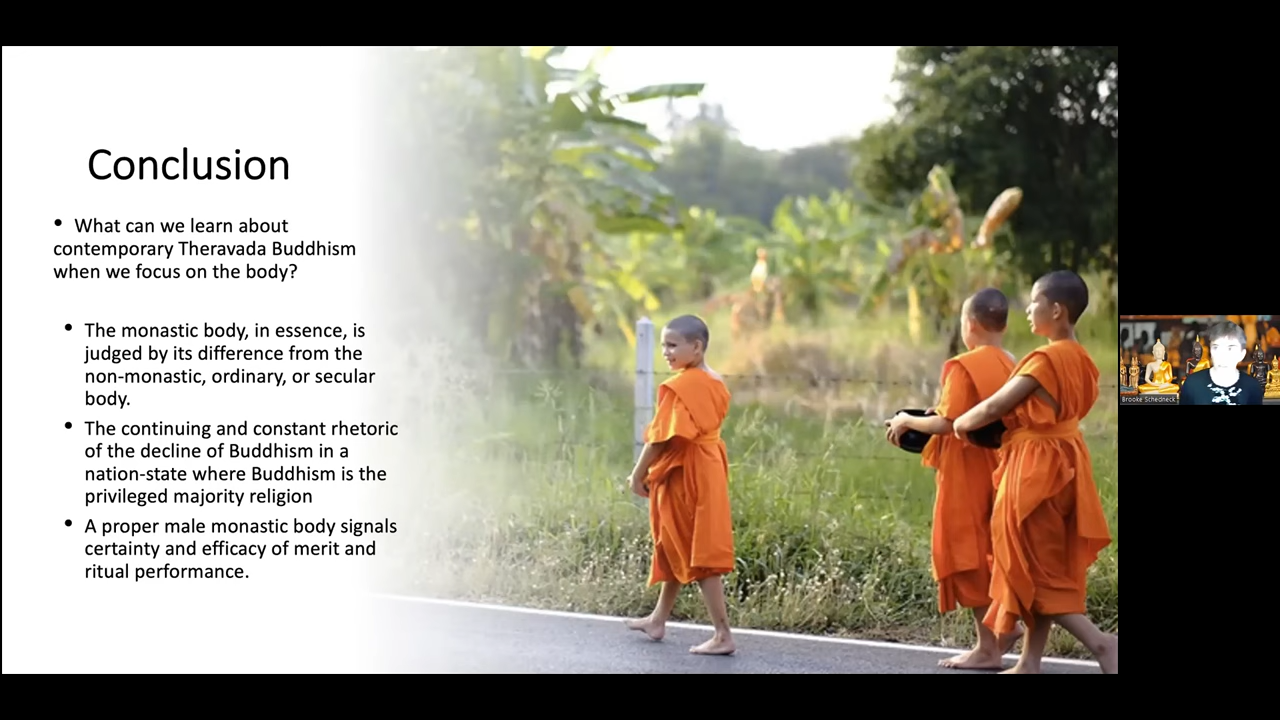 Conclusion
• What can we learn about
contemporary Theravada Buddhism
when we focus on the body?
• The monastic body, in essence, is
judged by its difference from the
non-monastic, ordinary, or secular
body.
• The continuing and constant rhetoric
of the decline of Buddhism in a
nation-state where Buddhism is the
privileged majority religion
• A proper male monastic body signals
certainty and efficacy of merit and
ritual performance.
Brooke Schedneck